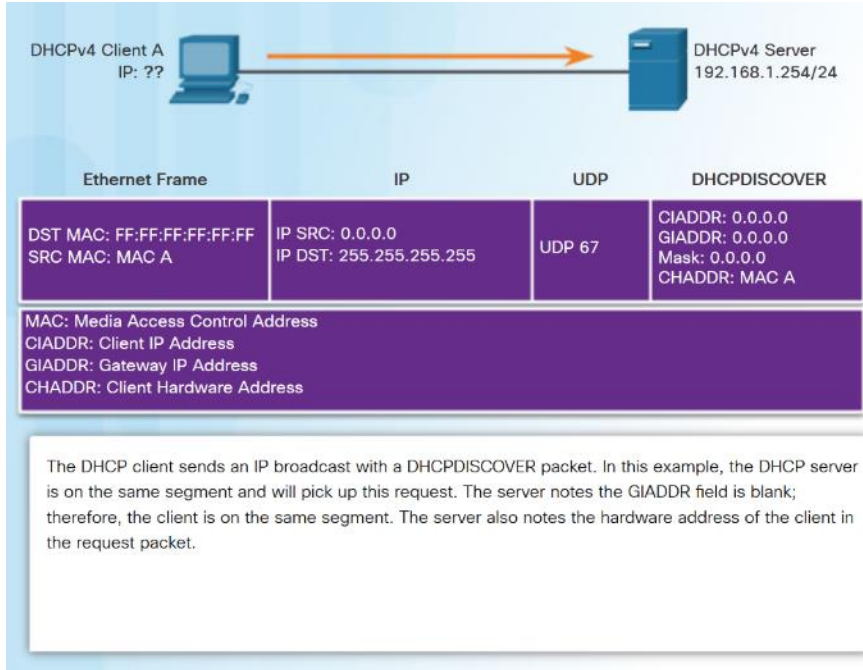 DHCPv4 Client A
IP: ??
DHCPv4 Server
192.168.1.254/24
Ethernet Frame
IP
UDP
DHCPDISCOVER
DST MAC: FF:FF:FF:FF:FF:FF
SRC MAC: MAC A
IP SRC: 0.0.0.0
IP DST: 255.255.255.255
UDP 67
CIADDR: 0.0.0.0
GIADDR: 0.0.0.0
Mask: 0.0.0.0
CHADDR: MAC A
MAC: Media Access Control Address
CIADDR: Client IP Address
GIADDR: Gateway IP Address
CHADDR: Client Hardware Address
The DHCP client sends an IP broadcast with a DHCPDISCOVER packet. In this example, the DHCP server
is on the same segment and will pick up this request. The server notes the GIADDR field is blank;
therefore, the client is on the same segment. The server also notes the hardware address of the client in
the request packet.